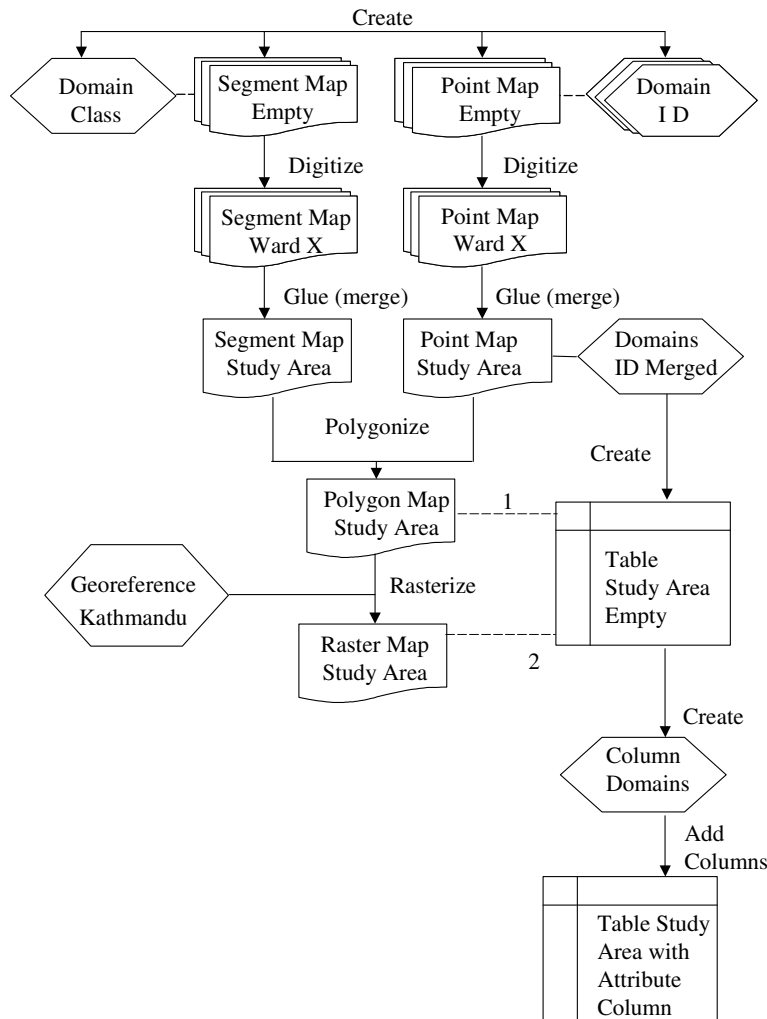 Create
Domain
Class
Segment Map
Empty
Point Map
Empty
Domain
I D
Digitize
Digitize
Segment Map
Ward X
Point Map
Ward X
Glue (merge)
Glue (merge)
Segment Map
Study Area
Point Map
Study Area
Domains
ID Merged
Polygonize
Create
Polygon Map
Study Area
1
Table
Study Area
Empty
Georeference
Kathmandu
Rasterize
Raster Map
Study Area
2
Create
Column
Domains
Add
Columns
Table Study
Area with
Attribute
Column